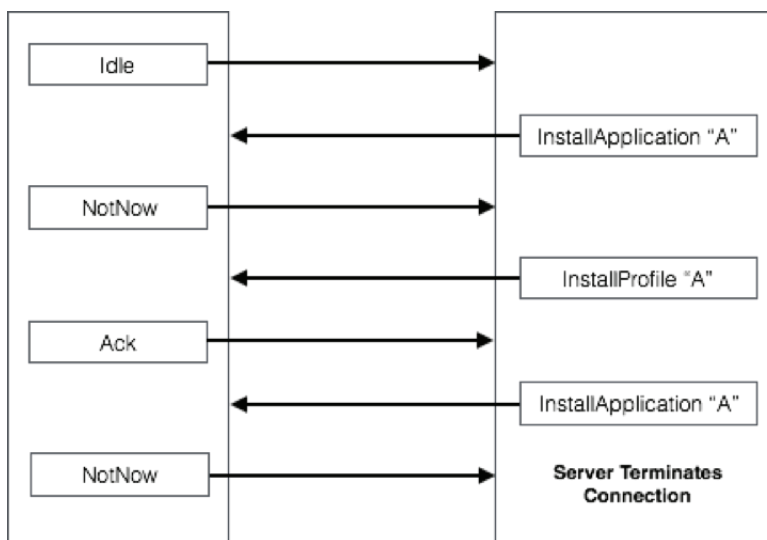 Idle
InstallApplication “A”
NotNow
InstallProfile “A”
Ack
InstallApplication “A”
NotNow
Server Terminates
Connection